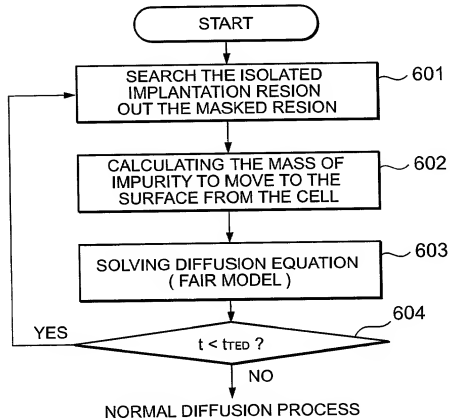 START
SEARCH THE ISOLATED
IMPLANTATION RESION
OUT THE MASKED RESION
601
CALCULATING THE MASS OF
IMPURITY TO MOVE TO THE
SURFACE FROM THE CELL
602
SOLVING DIFFUSION EQUATION
( FAIR MODEL )
603
604
YES
t < tTED ?
NO
NORMAL DIFFUSION PROCESS